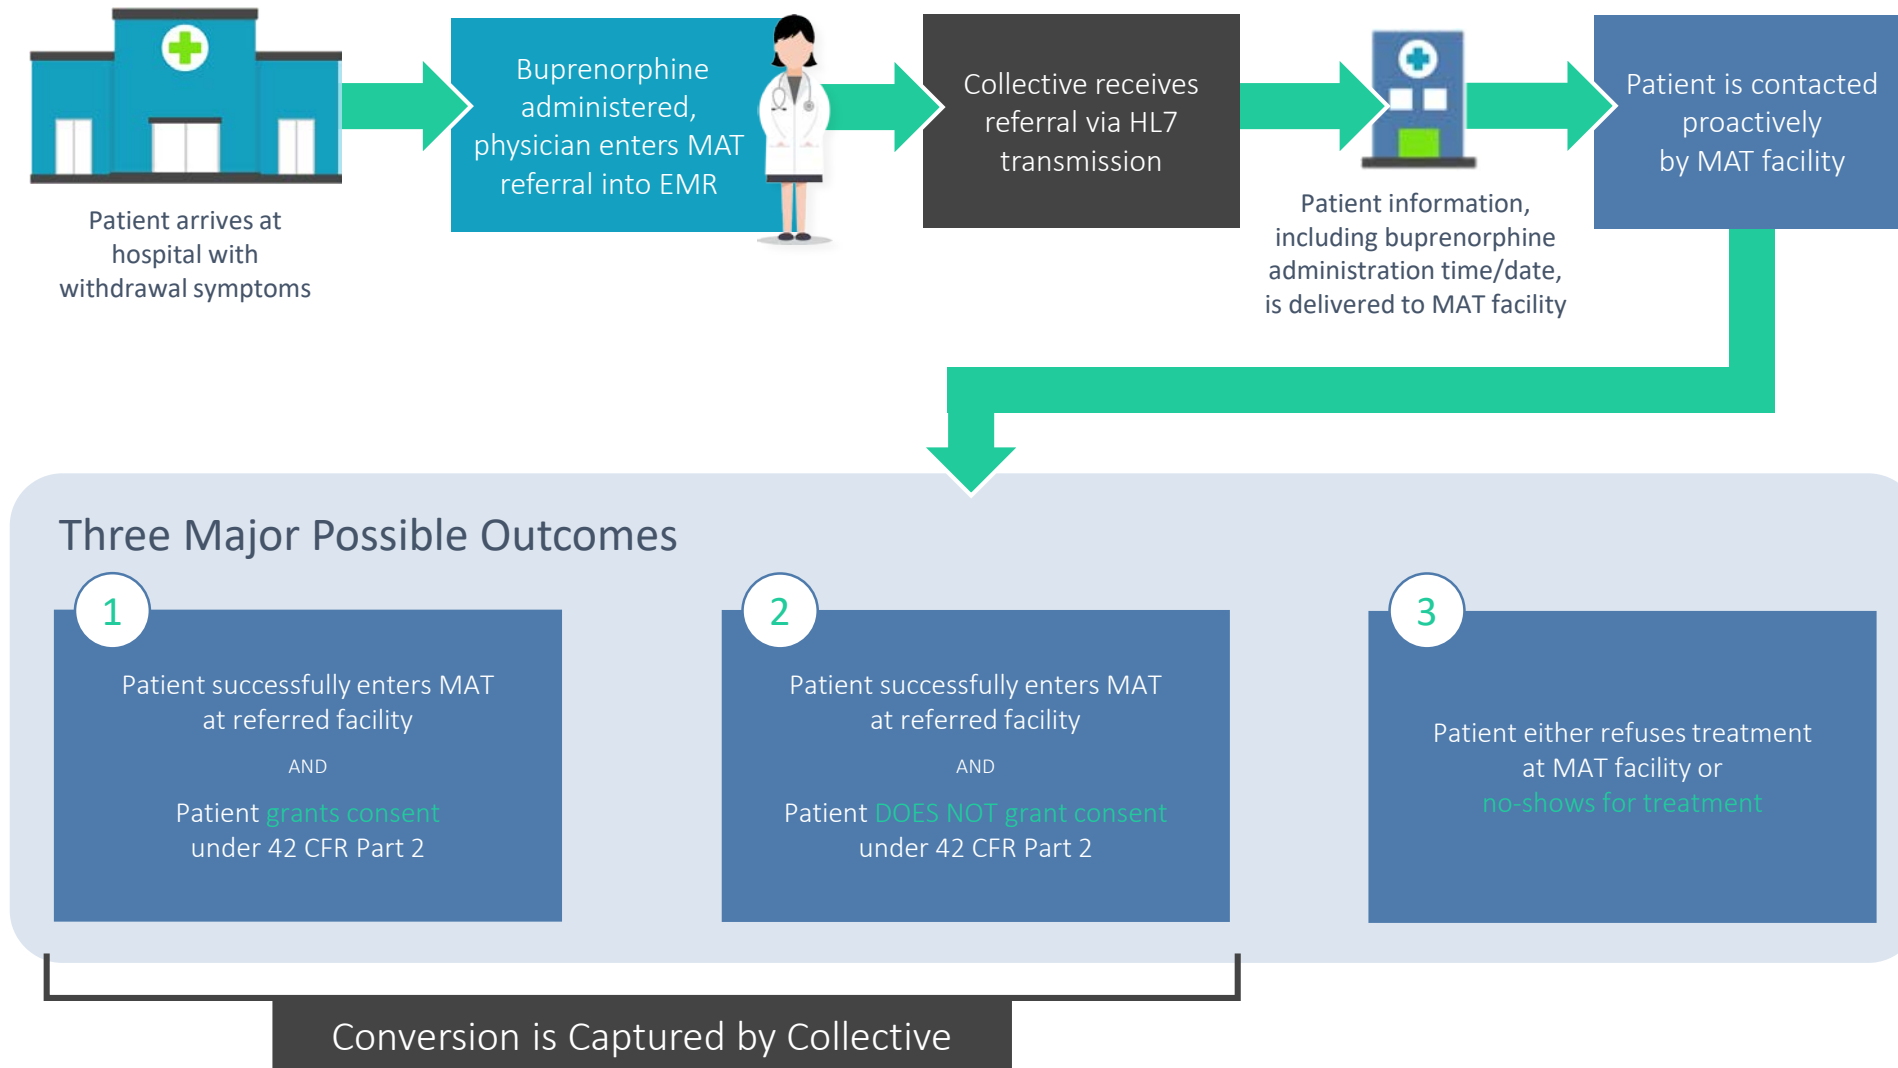 Patient arrives at
hospital with
withdrawal symptoms
Buprenorphine
administered,
physician enters MAT
referral into EMR
Collective receives
referral via HL7
transmission
Patient information,
including buprenorphine
administration time/date,
is delivered to MAT facility
Patient is contacted
proactively
by MAT facility
Three Major Possible Outcomes
1
Patient successfully enters MAT
at referred facility
AND
Patient grants consent
under 42 CFR Part 2
2
Patient successfully enters MAT
at referred facility
AND
Patient DOES NOT grant consent
under 42 CFR Part 2
3
Patient either refuses treatment
at MAT facility or
no-shows for treatment
Conversion is Captured by Collective